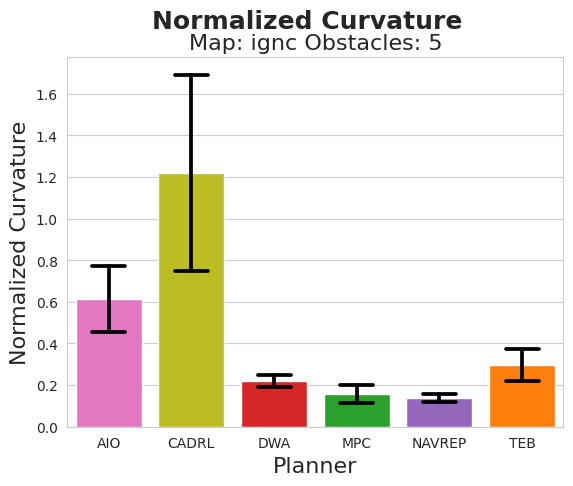 Normalized Curvature
Map: ignc Obstacles: 5
Normalized Curvature
1.6
1.4
1.2
1.0
0.8
0.6
0.4
0.2
0.0
AIO CADRL DWA MPC NAVREP TEB
Planner